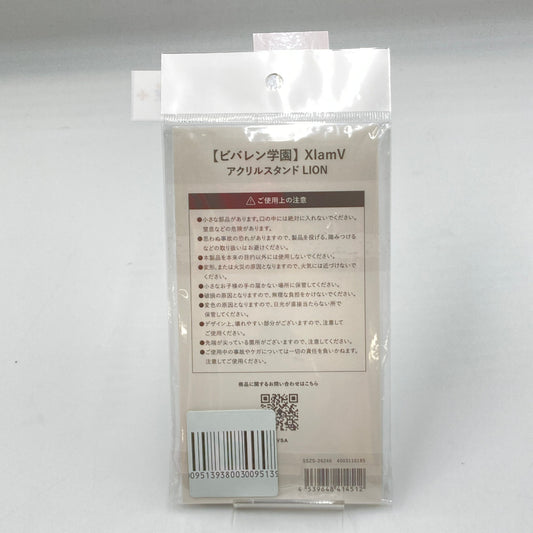 【ビバレン学園】XlamV
アクリルスタンド LION
ご使用上の注意
●小さな部品があります。口の中には絶対に入れないでください。
窒息などの危険があります。
●思わぬ事故の恐れがありますので、製品を投げる、踏みつける
などの取り扱いはお避けください。
●本製品を本来の目的以外には使用しないでください。
●変形、または火災の原因となりますので、火気には近づけないで
ください。
●小さなお子様の手の届かない場所に保管してください。
●破損の原因となりますので、無理な負担をかけないでください。
●変色の原因となりますので、日光が直接当たらない所で
保管してください。
●デザイン上、壊れやすい部分がございますので、注意して
ご使用ください。
●先端が尖っている箇所がございますので、注意してください。
●ご使用中の事故やケガについては一切の責任を負いかねます。
注意してご使用ください。
商品に関するお問い合わせはこちら
YSA
0095139380030095139
4 539648 414512